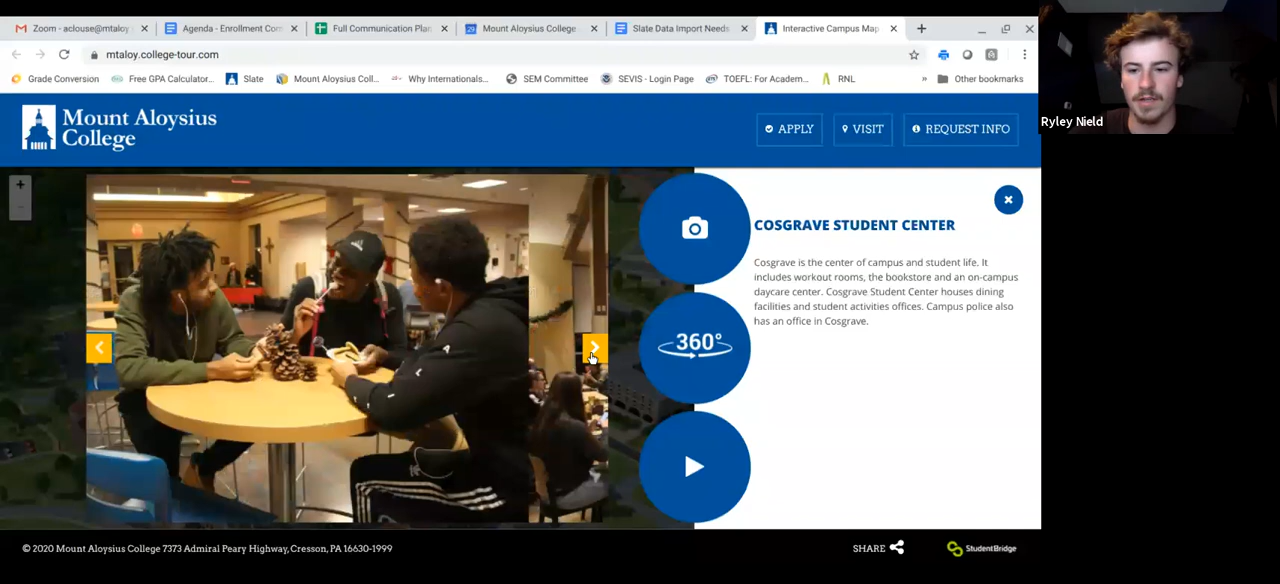 Zoom - aclouse@mtaloy
Agenda - Enrollment Com
Full Communication Plan
Mount Aloysius College
Slate Data Import Needs
Interactive Campus Map
mtaloy.college-tour.com
Grade Conversion
Free GPA Calculator...
Slate
Mount Aloysius Coll...
Why Internationals...
SEM Committee
SEVIS - Login Page
TOEFL: For Academ...
RNL
»
Other bookmarks
Ryley Nield
Mount Aloysius
College
APPLY
VISIT
REQUEST INFO
COSGRAVE STUDENT CENTER
Cosgrave is the center of campus and student life. It
includes workout rooms, the bookstore and an on-campus
daycare center. Cosgrave Student Center houses dining
facilities and student activities offices. Campus police also
has an office in Cosgrave.
360°
© 2020 Mount Aloysius College 7373 Admiral Peary Highway, Cresson, PA 16630-1999
SHARE
StudentBridge